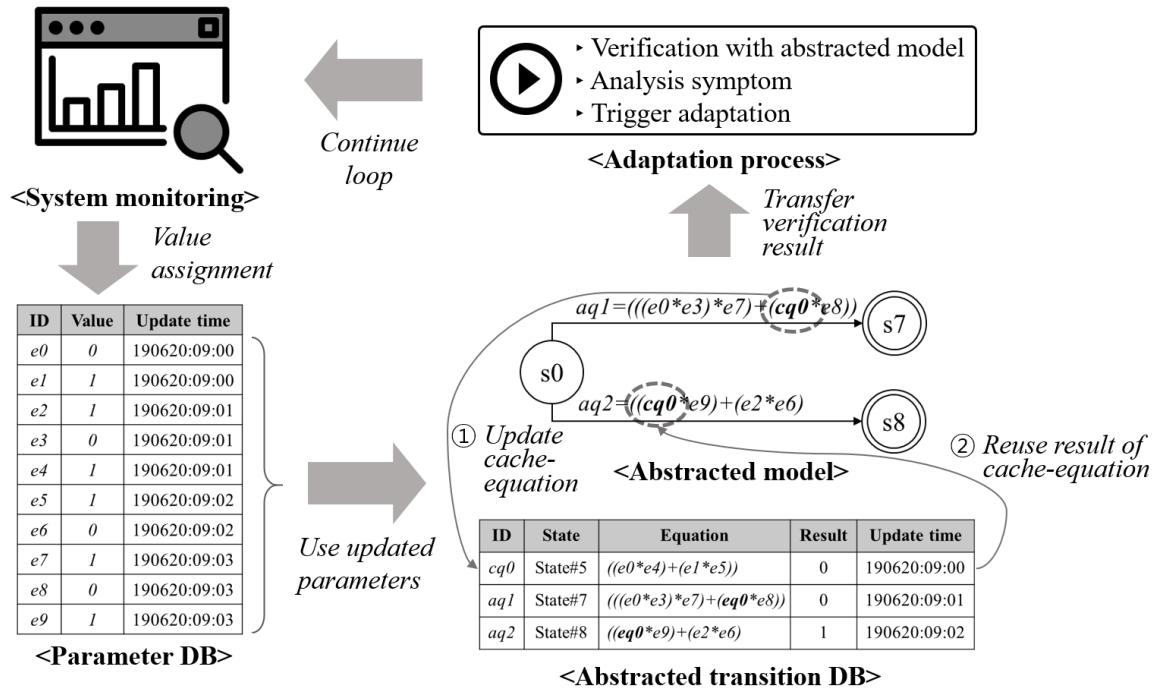 ‣ Verification with abstracted model
‣ Analysis symptom
‣ Trigger adaptation
<Adaptation process>
Continue
loop
<System monitoring>
Value
assignment
Transfer
verification
result
ID Value Update time
e0 0 190620:09:00
e1 1 190620:09:00
e2 1 190620:09:01
e3 0 190620:09:01
e4 1 190620:09:01
e5 1 190620:09:02
e6 0 190620:09:02
e7 1 190620:09:03
e8 0 190620:09:03
e9 1 190620:09:03
<Parameter DB>
Use updated
parameters
aq1=(((e0*e3)*e7)+(cq0*e8))
s7
s0
aq2=((cq0*e9)+(e2*e6)
s8
① Update
cache-
equation
<Abstracted model>
② Reuse result of
cache-equation
ID State Equation Result Update time
cq0 State#5 ((e0*e4)+(e1*e5)) 0 190620:09:00
aq1 State#7 (((e0*e3)*e7)+(eq0*e8)) 0 190620:09:01
aq2 State#8 ((eq0*e9)+(e2*e6) 1 190620:09:02
<Abstracted transition DB>